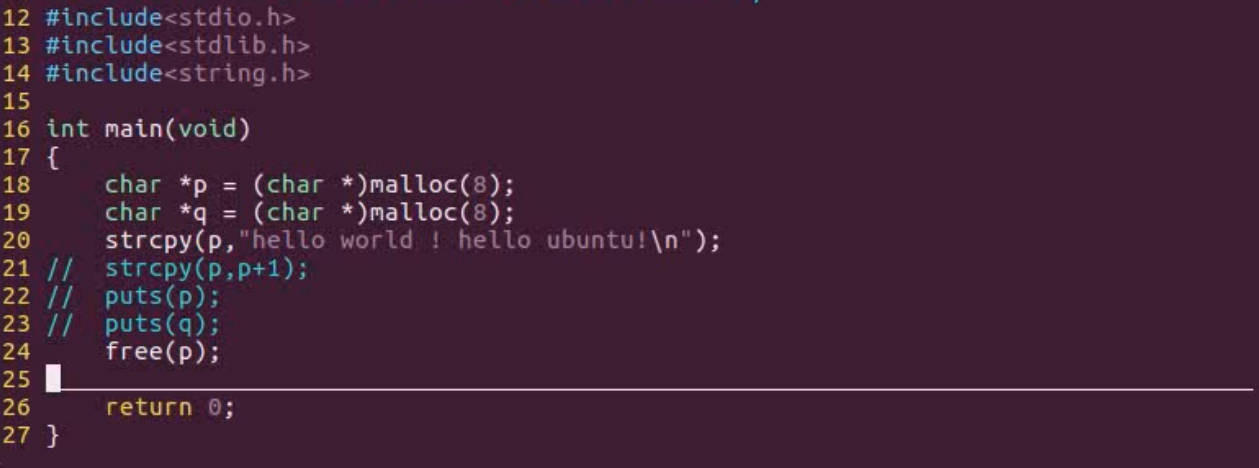 12 #include<stdio.h>
13 #include<stdlib.h>
14 #include<string.h>
15
16 int main(void)
17 {
18     char *p = (char *)malloc(8);
19     char *q = (char *)malloc(8);
20     strcpy(p,"hello world ! hello ubuntu!\n");
21 //  strcpy(p,p+1);
22 //  puts(p);
23 //  puts(q);
24     free(p);
25
26     return 0;
27 }